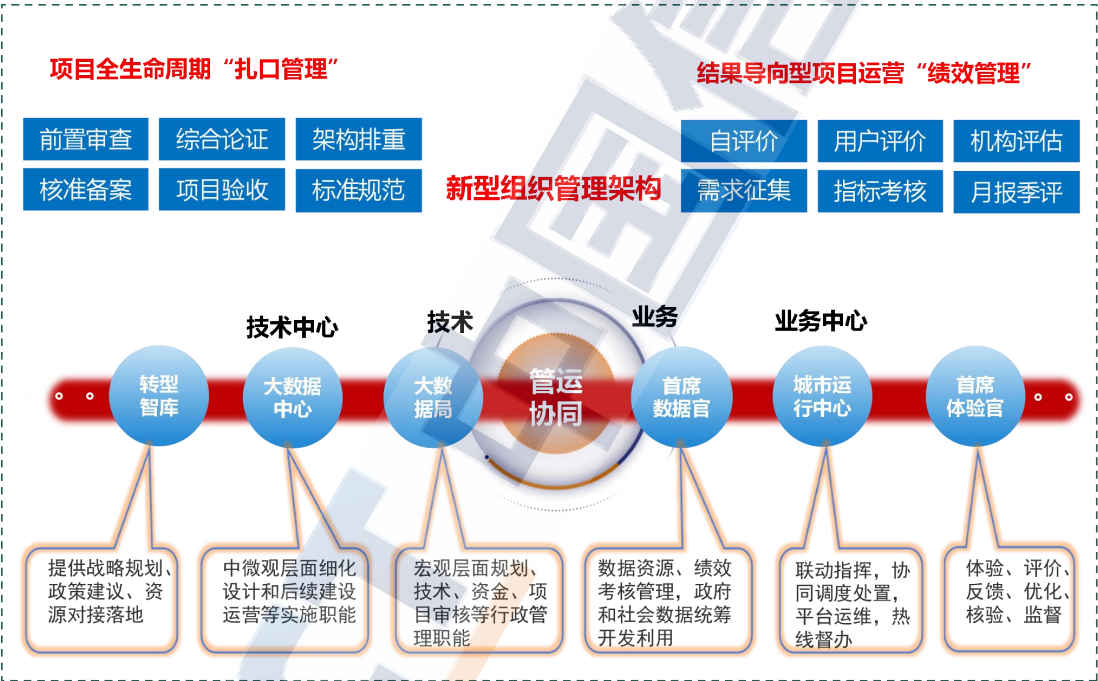 项目全生命周期“扎口管理”
结果导向型项目运营“绩效管理”
前置审查
综合论证
架构排重
核准备案
项目验收
标准规范
新型组织管理架构
自评价
用户评价
机构评估
需求征集
指标考核
月报季评
技术中心
技术
业务
业务中心
转型
智库
大数据
中心
大数
据局
管运
协同
首席
数据官
城市运
行中心
首席
体验官
提供战略规划、
政策建议、资
源对接落地
中微观层面细化
设计和后续建设
运营等实施职能
宏观层面规划、
技术、资金、项
目审核等行政管
理职能
数据资源、绩效
考核管理，政府
和社会数据统筹
开发利用
联动指挥，协
同调度处置，
平台运维，热
线督办
体验、评价、
反馈、优化、
核验、监督